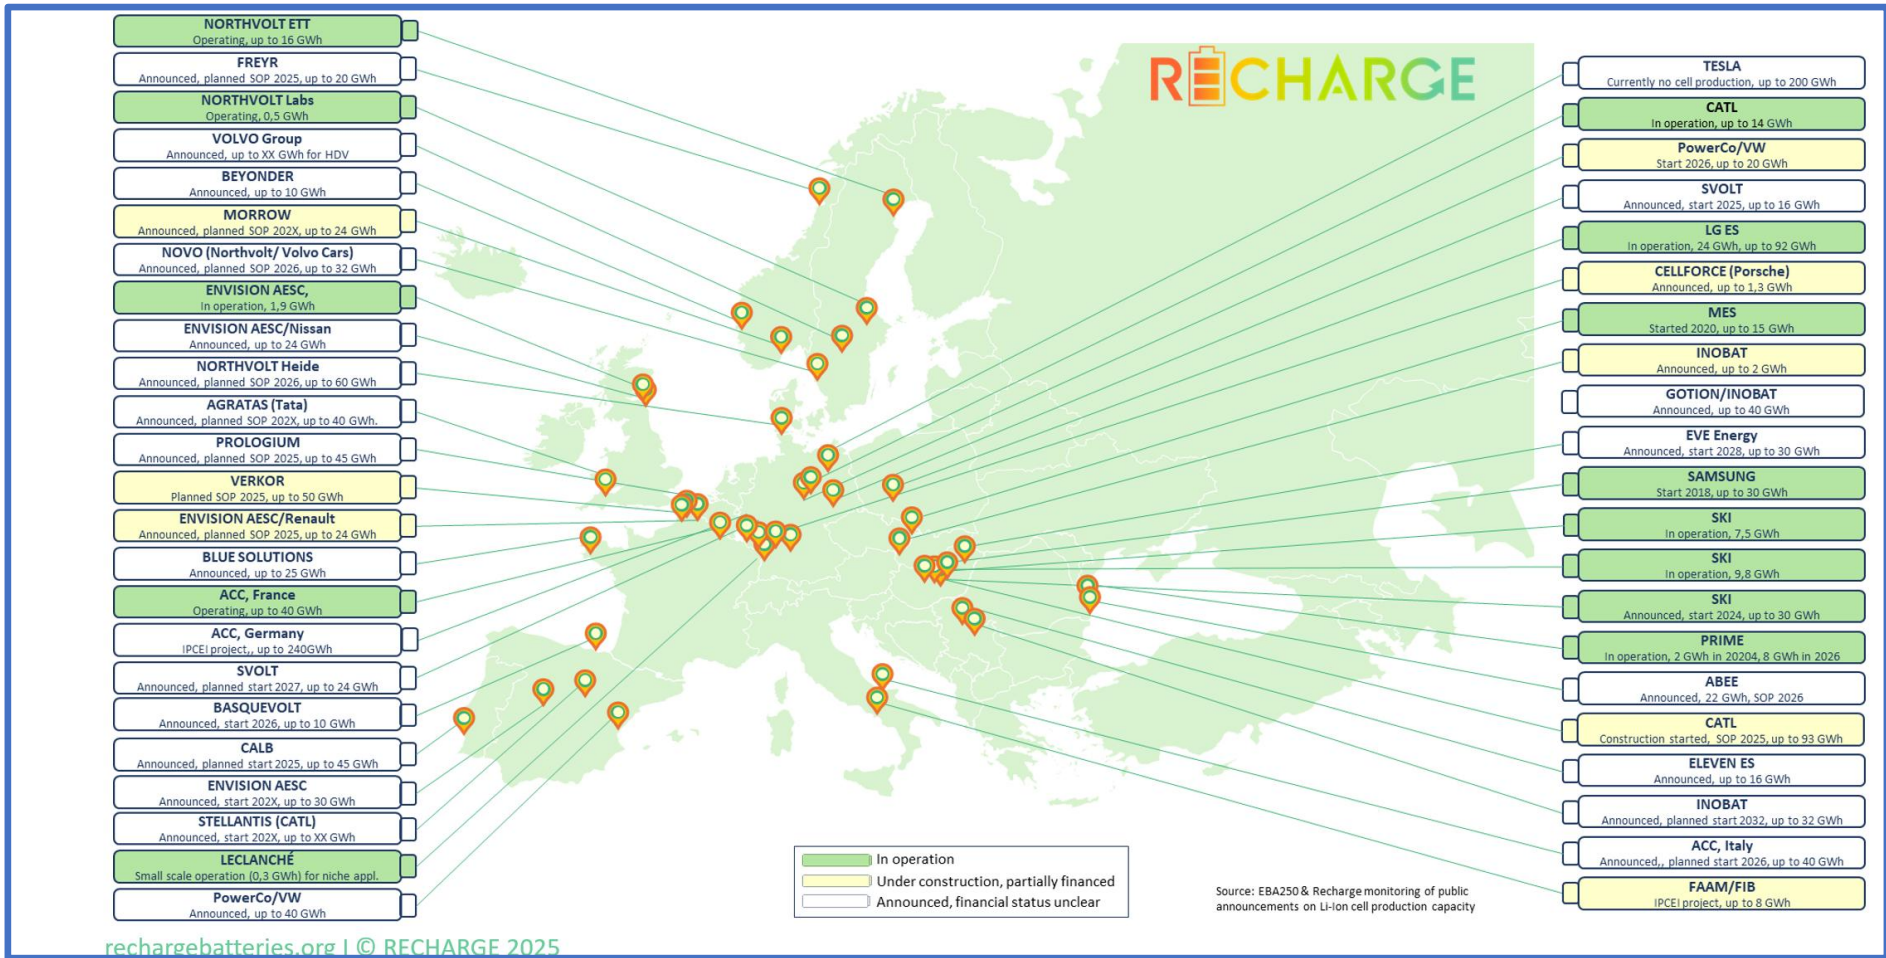 NORTHVOLT ETT
Operating, up to 16 GWh
FREYR
Announced, planned SOP 2025, up to 20 GWh
NORTHVOLT Labs
Operating, 0,5 GWh
VOLVO Group
Announced, up to XX GWh for HDV
BEYONDER
Announced, up to 10 GWh
MORROW
Announced, planned SOP 202X, up to 24 GWh
NOVO (Northvolt/ Volvo Cars)
Announced, planned SOP 2026, up to 32 GWh
ENVISION AESC,
In operation, 1,9 GWh
ENVISION AESC/Nissan
Announced, up to 24 GWh
NORTHVOLT Heide
Announced, planned SOP 2026, up to 60 GWh
AGRATAS (Tata)
Announced, planned SOP 202X, up to 40 GWh.
PROLOGIUM
Announced, planned SOP 2025, up to 45 GWh
VERKOR
Planned SOP 2025, up to 50 GWh
ENVISION AESC/Renault
Announced, planned SOP 2025, up to 24 GWh
BLUE SOLUTIONS
Announced, up to 25 GWh
ACC, France
Operating, up to 40 GWh
ACC, Germany
IPCEI project,, up to 240GWh
SVOLT
Announced, planned start 2027, up to 24 GWh
BASQUEVOLT
Announced, start 2026, up to 10 GWh
CALB
Announced, planned start 2025, up to 45 GWh
ENVISION AESC
Announced, start 202X, up to 30 GWh
STELLANTIS (CATL)
Announced, start 202X, up to XX GWh
LECLANCHÉ
Small scale operation (0,3 GWh) for niche appl.
PowerCo/VW
Announced, up to 40 GWh
RECHARGE
TESLA
Currently no cell production, up to 200 GWh
CATL
In operation, up to 14 GWh
PowerCo/VW
Start 2026, up to 20 GWh
SVOLT
Announced, start 2025, up to 16 GWh
LG ES
In operation, 24 GWh, up to 92 GWh
CELLFORCE (Porsche)
Announced, up to 1,3 GWh
MES
Started 2020, up to 15 GWh
INOBAT
Announced, up to 2 GWh
GOTION/INOBAT
Announced, up to 40 GWh
EVE Energy
Announced, start 2028, up to 30 GWh
SAMSUNG
Start 2018, up to 30 GWh
SKI
In operation, 7,5 GWh
SKI
In operation, 9,8 GWh
SKI
Announced, start 2024, up to 30 GWh
PRIME
In operation, 2 GWh in 20204, 8 GWh in 2026
ABEE
Announced, 22 GWh, SOP 2026
CATL
Construction started, SOP 2025, up to 93 GWh
ELEVEN ES
Announced, up to 16 GWh
INOBAT
Announced, planned start 2032, up to 32 GWh
ACC, Italy
Announced,, planned start 2026, up to 40 GWh
FAAM/FIB
IPCEI project, up to 8 GWh
In operation
Under construction, partially financed
Announced, financial status unclear
Source: EBA250 & Recharge monitoring of public
announcements on Li-Ion cell production capacity
rechargebatteries.org I © RECHARGE 2025